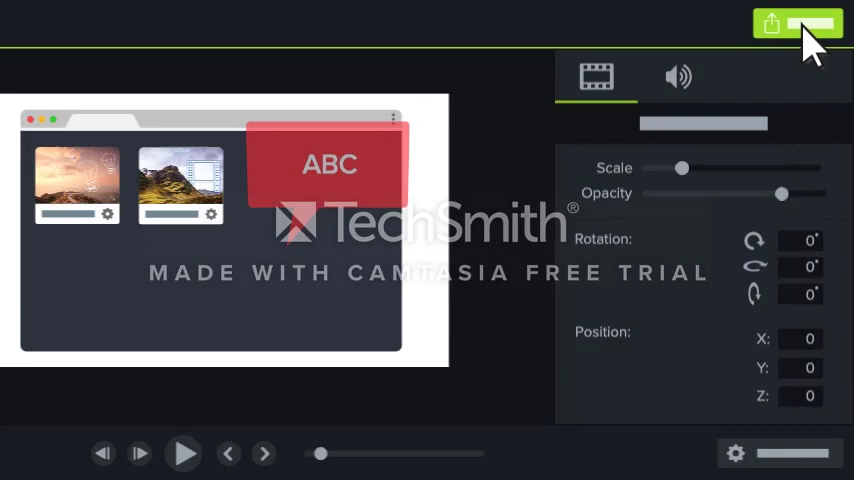 ABC
Scale
Opacity
TechSmith®
Rotation: 0°
MADE WITH CAMTASIA FREE TRIAL 0°
0°
Position:
X: 0
Y: 0
Z: 0